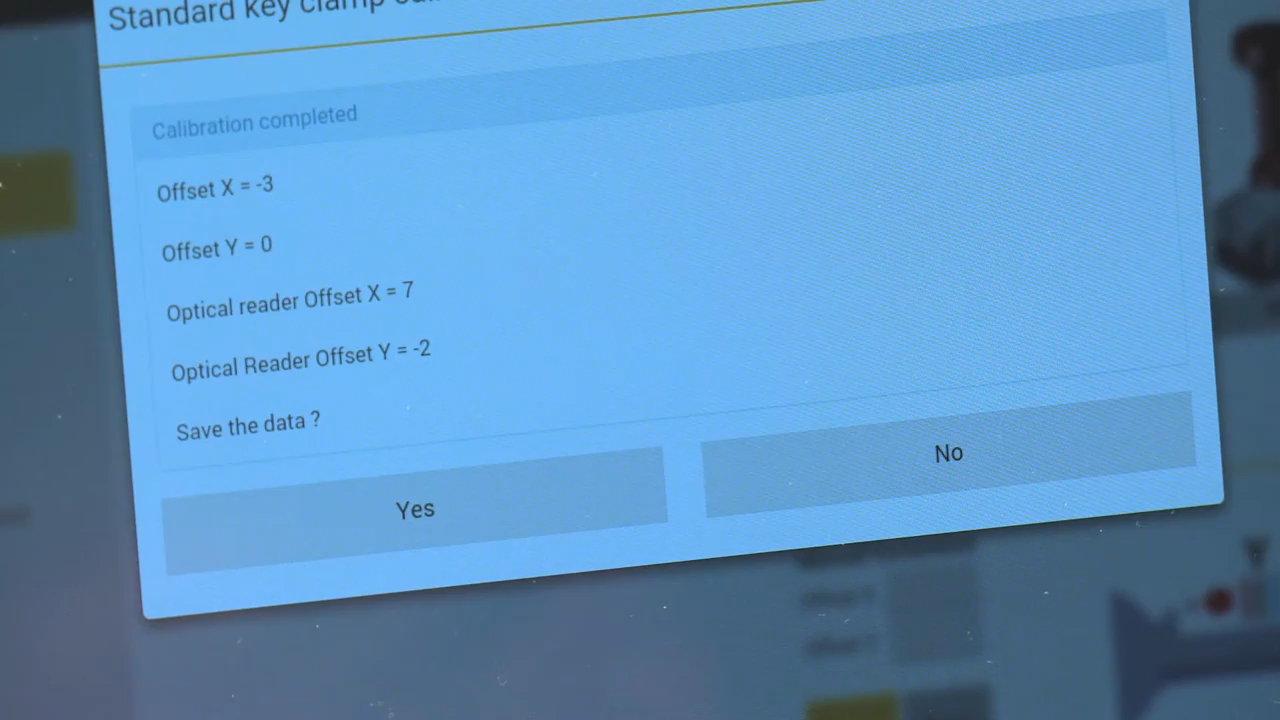 Standard key clamp
Calibration completed
Offset X = -3
Offset Y = 0
Optical reader Offset X = 7
Optical Reader Offset Y = -2
Save the data ?
Yes
No